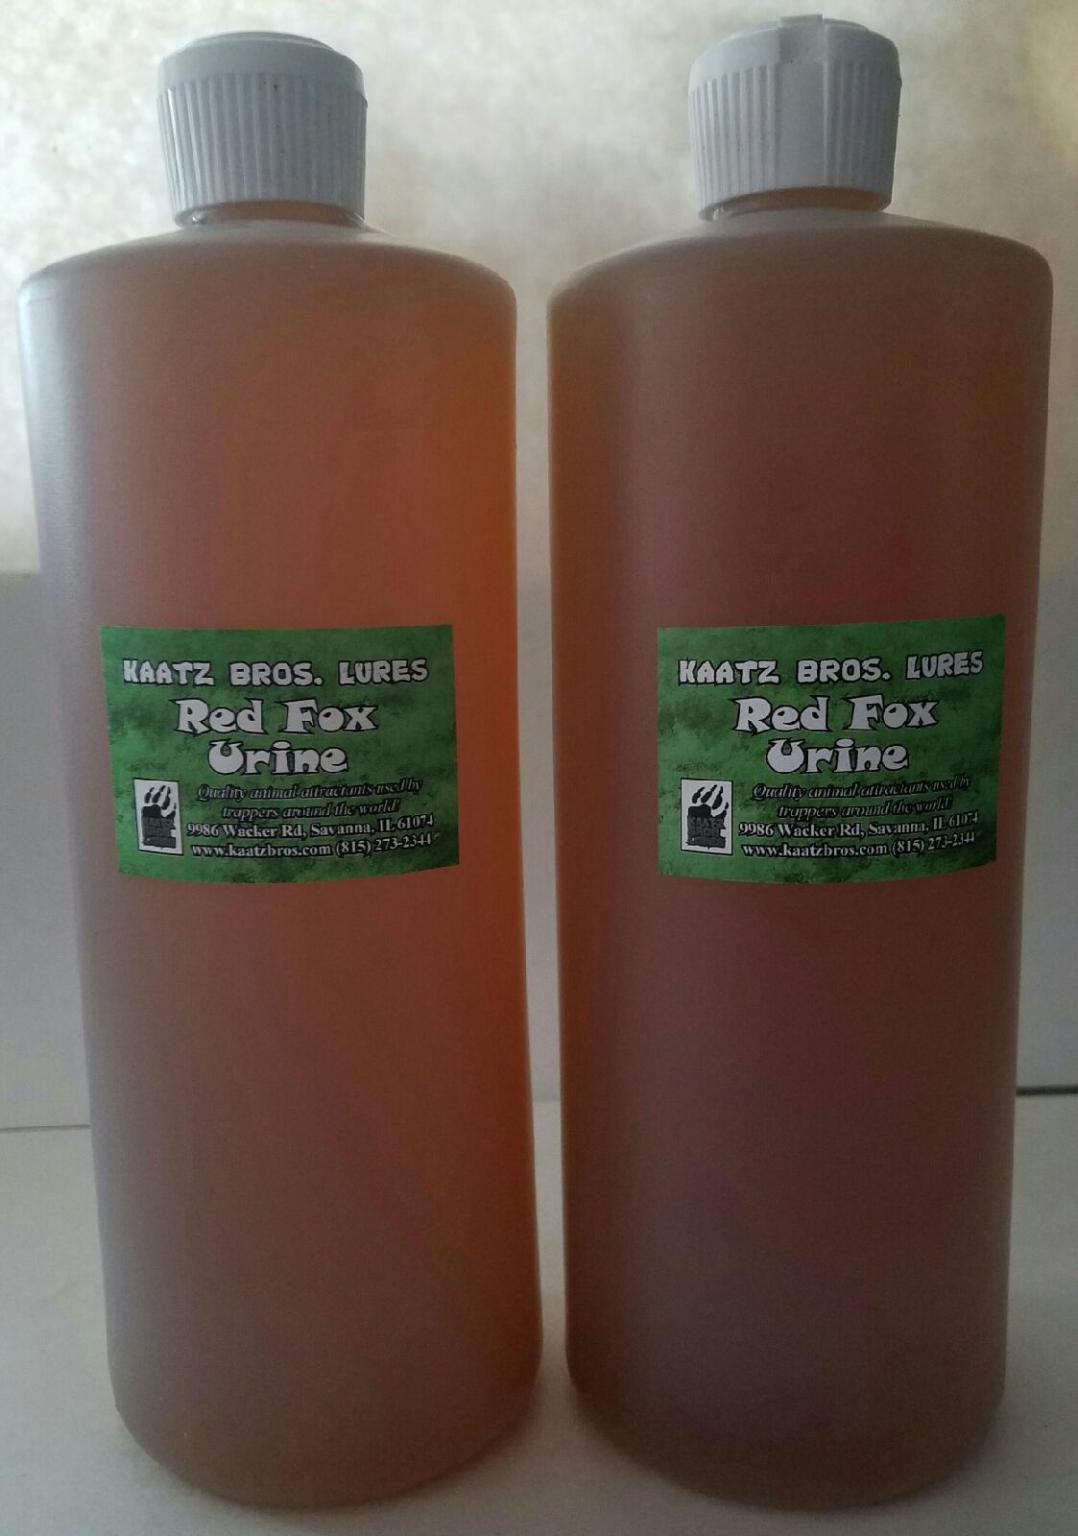 KAATZ BROS. LURES
Red Fox
Urine
Quality animal attractants used by
trappers around the world!
9986 Wacker Rd, Savanna, IL 61074
www.kaatzbros.com (815) 273-2344
KAATZ BROS. LURES
Red Fox
Urine
Quality animal attractants used by
trappers around the world!
9986 Wacker Rd, Savanna, IL 61074
www.kaatzbros.com (815) 273-2344
KAATZ
BROS